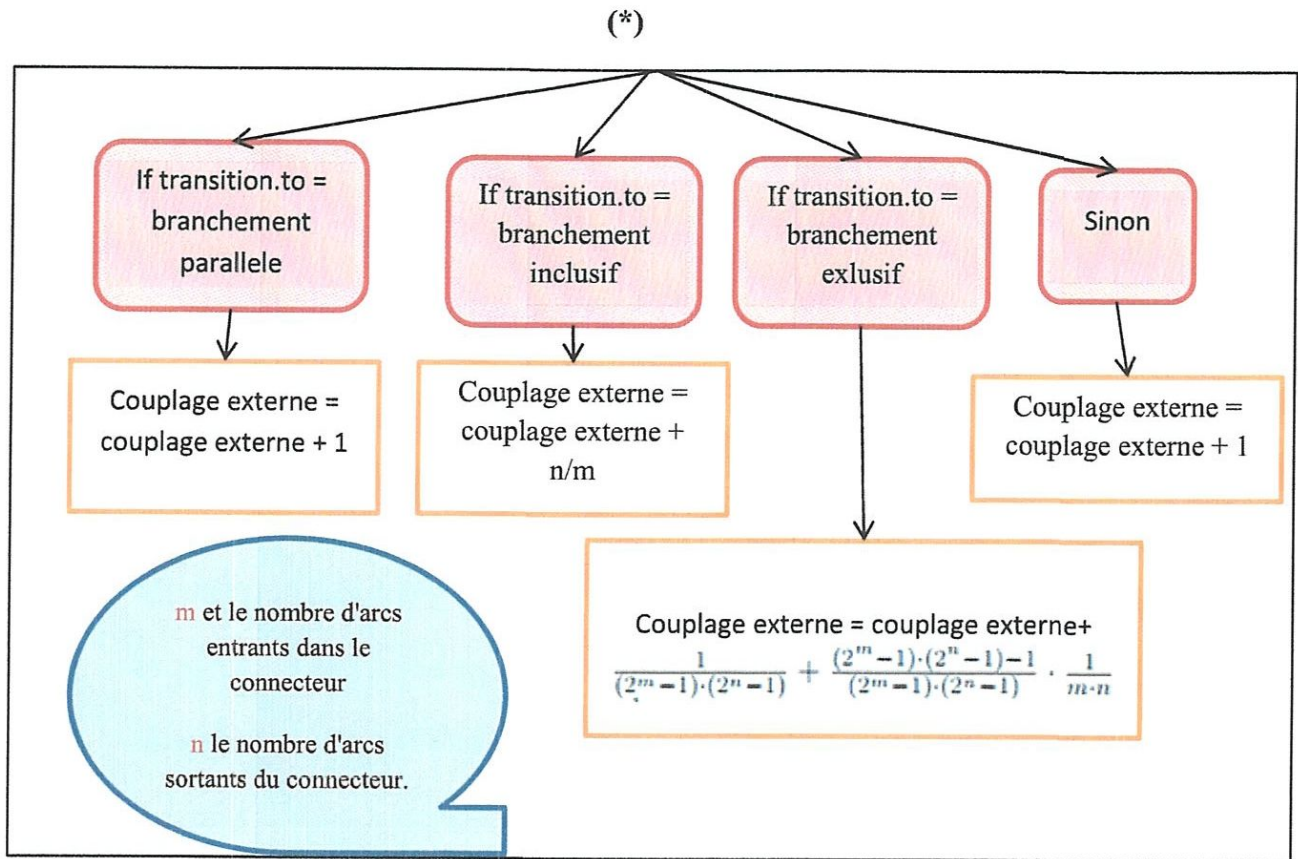 (*)
If transition.to =
branchement
parallele
If transition.to =
branchement
inclusif
If transition.to =
branchement
exlusif
Sinon
Couplage externe =
couplage externe + 1
Couplage externe =
couplage externe +
n/m
Couplage externe =
couplage externe + 1
Couplage externe = couplage externe+
1/((2^m−1)·(2^n−1)) + ((2^m−1)·(2^n−1)−1)/((2^m−1)·(2^n−1)) · 1/(m·n)
m et le nombre d'arcs
entrants dans le
connecteur
n le nombre d'arcs
sortants du connecteur.